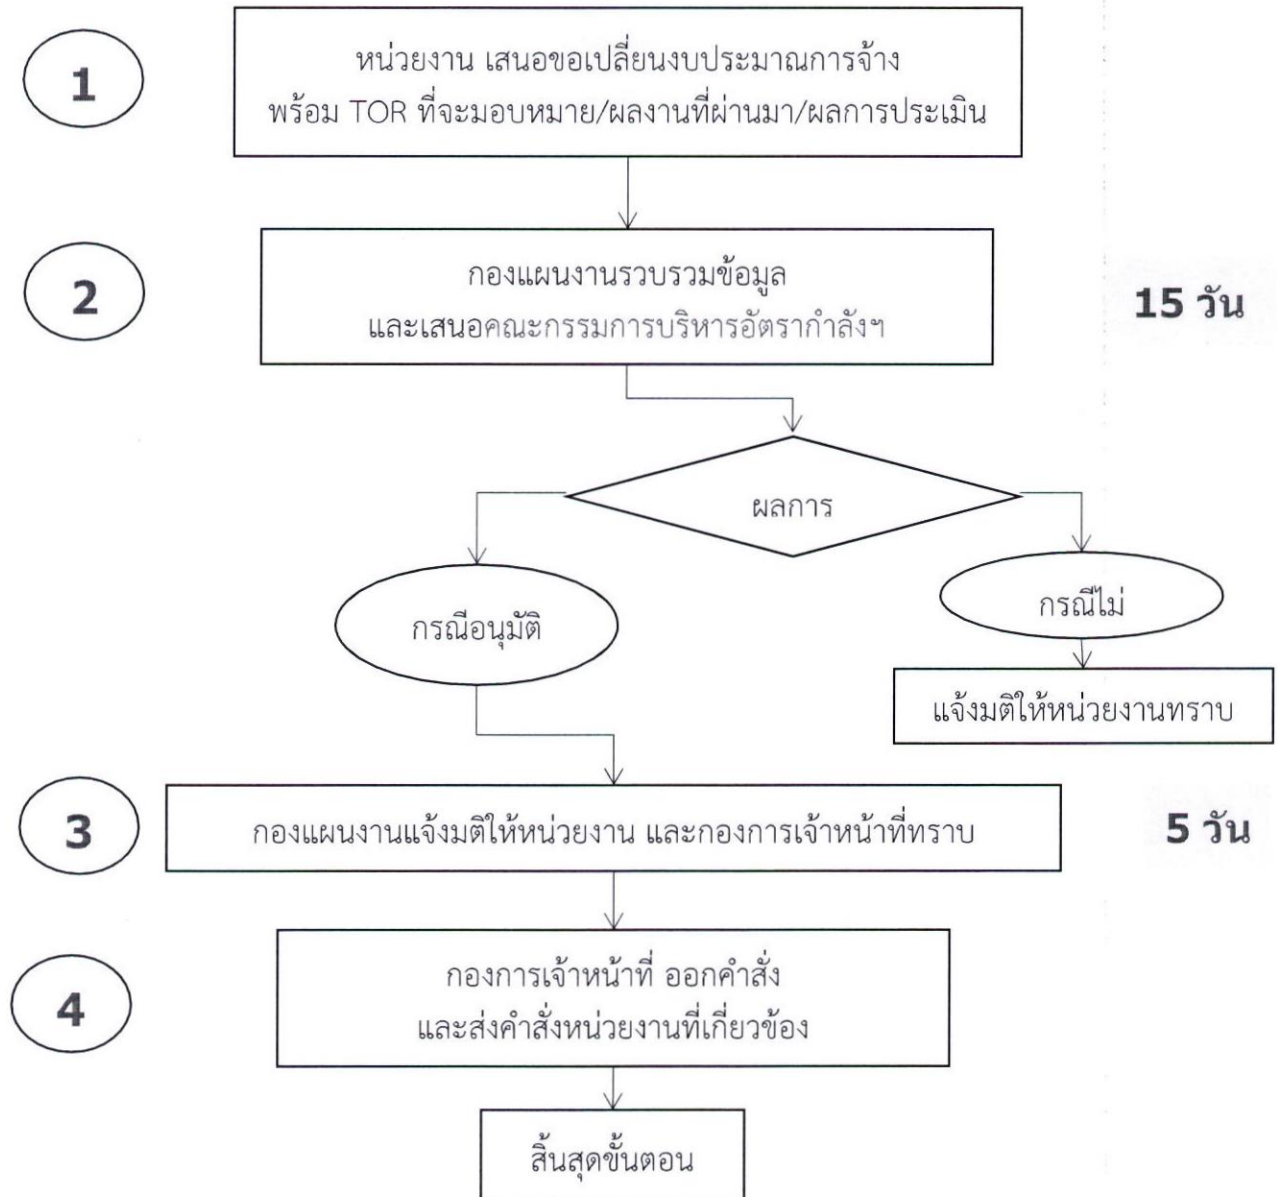 1
หน่วยงาน เสนอขอเปลี่ยนงบประมาณการจ้าง
พร้อม TOR ที่จะมอบหมาย/ผลงานที่ผ่านมา/ผลการประเมิน
2
กองแผนงานรวบรวมข้อมูล
และเสนอคณะกรรมการบริหารอัตรากำลังฯ
15 วัน
ผลการ
กรณีอนุมัติ
กรณีไม่
แจ้งมติให้หน่วยงานทราบ
3
กองแผนงานแจ้งมติให้หน่วยงาน และกองการเจ้าหน้าที่ทราบ
5 วัน
4
กองการเจ้าหน้าที่ ออกคำสั่ง
และส่งคำสั่งหน่วยงานที่เกี่ยวข้อง
สิ้นสุดขั้นตอน